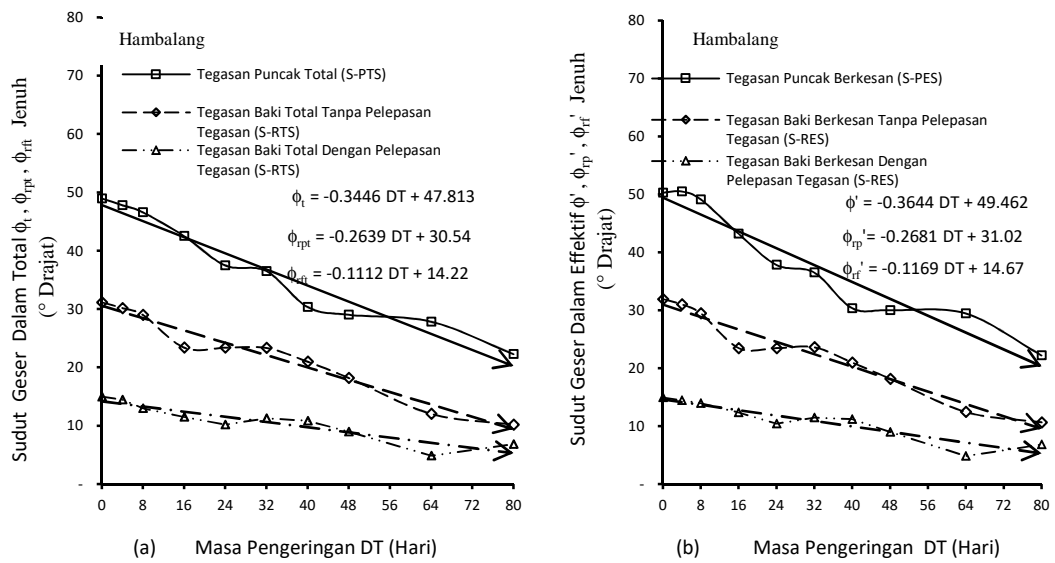 Hambalang
Tegasan Puncak Total (S-PTS)
Tegasan Baki Total Tanpa Pelepasan
Tegasan (S-RTS)
Tegasan Baki Total Dengan Pelepasan
Tegasan (S-RTS)
ϕt = -0.3446 DT + 47.813
ϕrpt = -0.2639 DT + 30.54
ϕrft = -0.1112 DT + 14.22
Sudut Geser Dalam Total ϕt , ϕrpt , ϕrft Jenuh
(° Drajat)
80
70
60
50
40
30
20
10
-
0 8 16 24 32 40 48 56 64 72 80
(a) Masa Pengeringan DT (Hari)
Hambalang
Tegasan Puncak Berkesan (S-PES)
Tegasan Baki Berkesan Tanpa Pelepasan
Tegasan (S-RES)
Tegasan Baki Berkesan Dengan
Pelepasan Tegasan (S-RES)
ϕ' = -0.3644 DT + 49.462
ϕrp'= -0.2681 DT + 31.02
ϕrf' = -0.1169 DT + 14.67
Sudut Geser Dalam Effektif ϕ' , ϕrp' , ϕrf' Jenuh
(° Drajat)
80
70
60
50
40
30
20
10
-
0 8 16 24 32 40 48 56 64 72 80
(b) Masa Pengeringan DT (Hari)